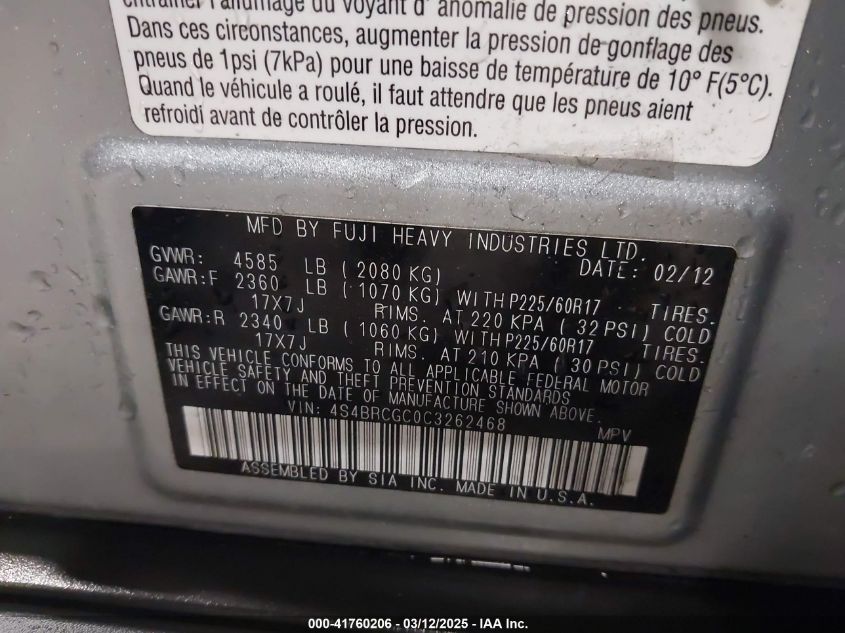 entraîner l'allumage du voyant d' anomalie de pression des pneus.
Dans ces circonstances, augmenter la pression de gonflage des
pneus de 1psi (7kPa) pour une baisse de température de 10° F(5°C).
Quand le véhicule a roulé, il faut attendre que les pneus aient
refroidi avant de contrôler la pression.
MFD BY FUJI HEAVY INDUSTRIES LTD.
GVWR: 4585 LB ( 2080 KG) DATE: 02/12
GAWR:F 2360 LB ( 1070 KG) WITH P225/60R17 TIRES.
17X7J RIMS. AT 220 KPA ( 32 PSI) COLD
GAWR:R 2340 LB ( 1060 KG) WITH P225/60R17 TIRES.
17X7J RIMS. AT 210 KPA ( 30 PSI) COLD
THIS VEHICLE CONFORMS TO ALL APPLICABLE FEDERAL MOTOR
VEHICLE SAFETY AND THEFT PREVENTION STANDARDS
IN EFFECT ON THE DATE OF MANUFACTURE SHOWN ABOVE.
VIN: 4S4BRCGC0C3262468 MPV
ASSEMBLED BY SIA INC. MADE IN U.S.A.
000-41760206 - 03/12/2025 - IAA Inc.